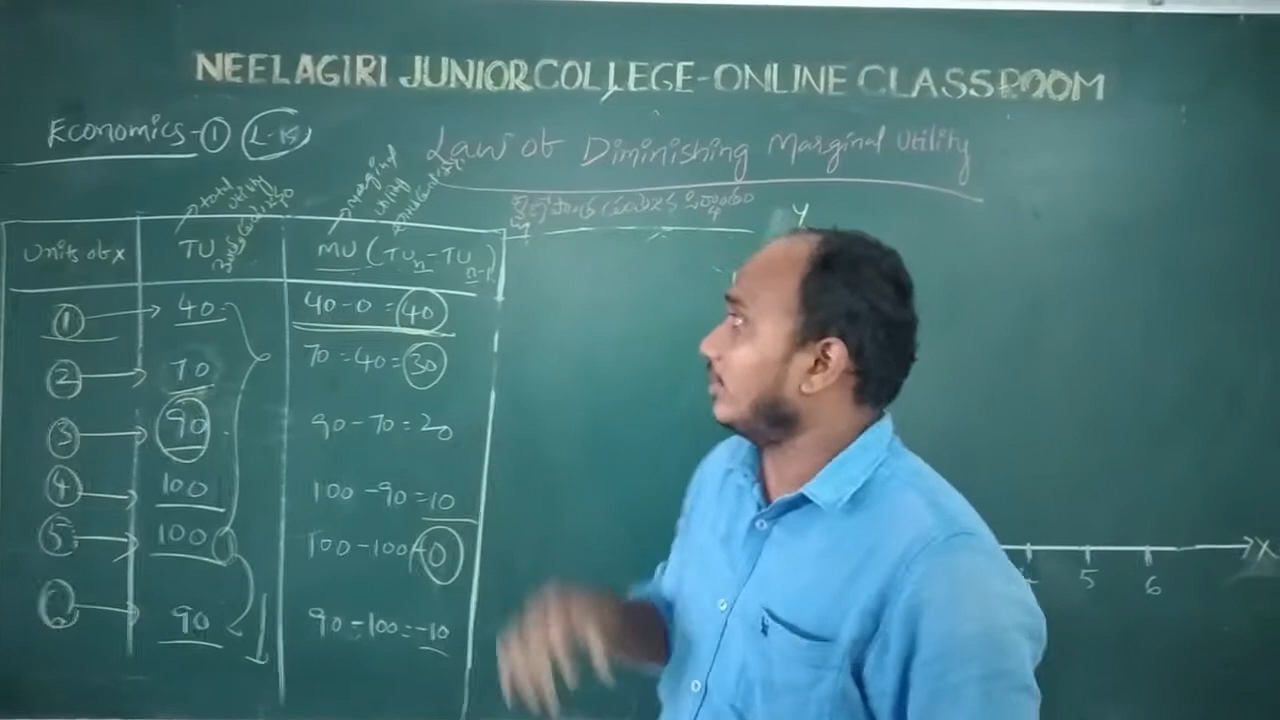 NEELAGIRI JUNIOR COLLEGE-ONLINE CLASSROOM
Economics-① L-15
Law of Diminishing Marginal Utility
→ total utility
→ Marginal utility
Units of X TU MU (TUn-TUn-1)
① → 40 40-0=40
② → 70 70-40=30
③ → 90 90-70=20
④ → 100 100-90=10
⑤ → 100 100-100=0
⑥ → 90 90-100=-10
Y
4 5 6 X